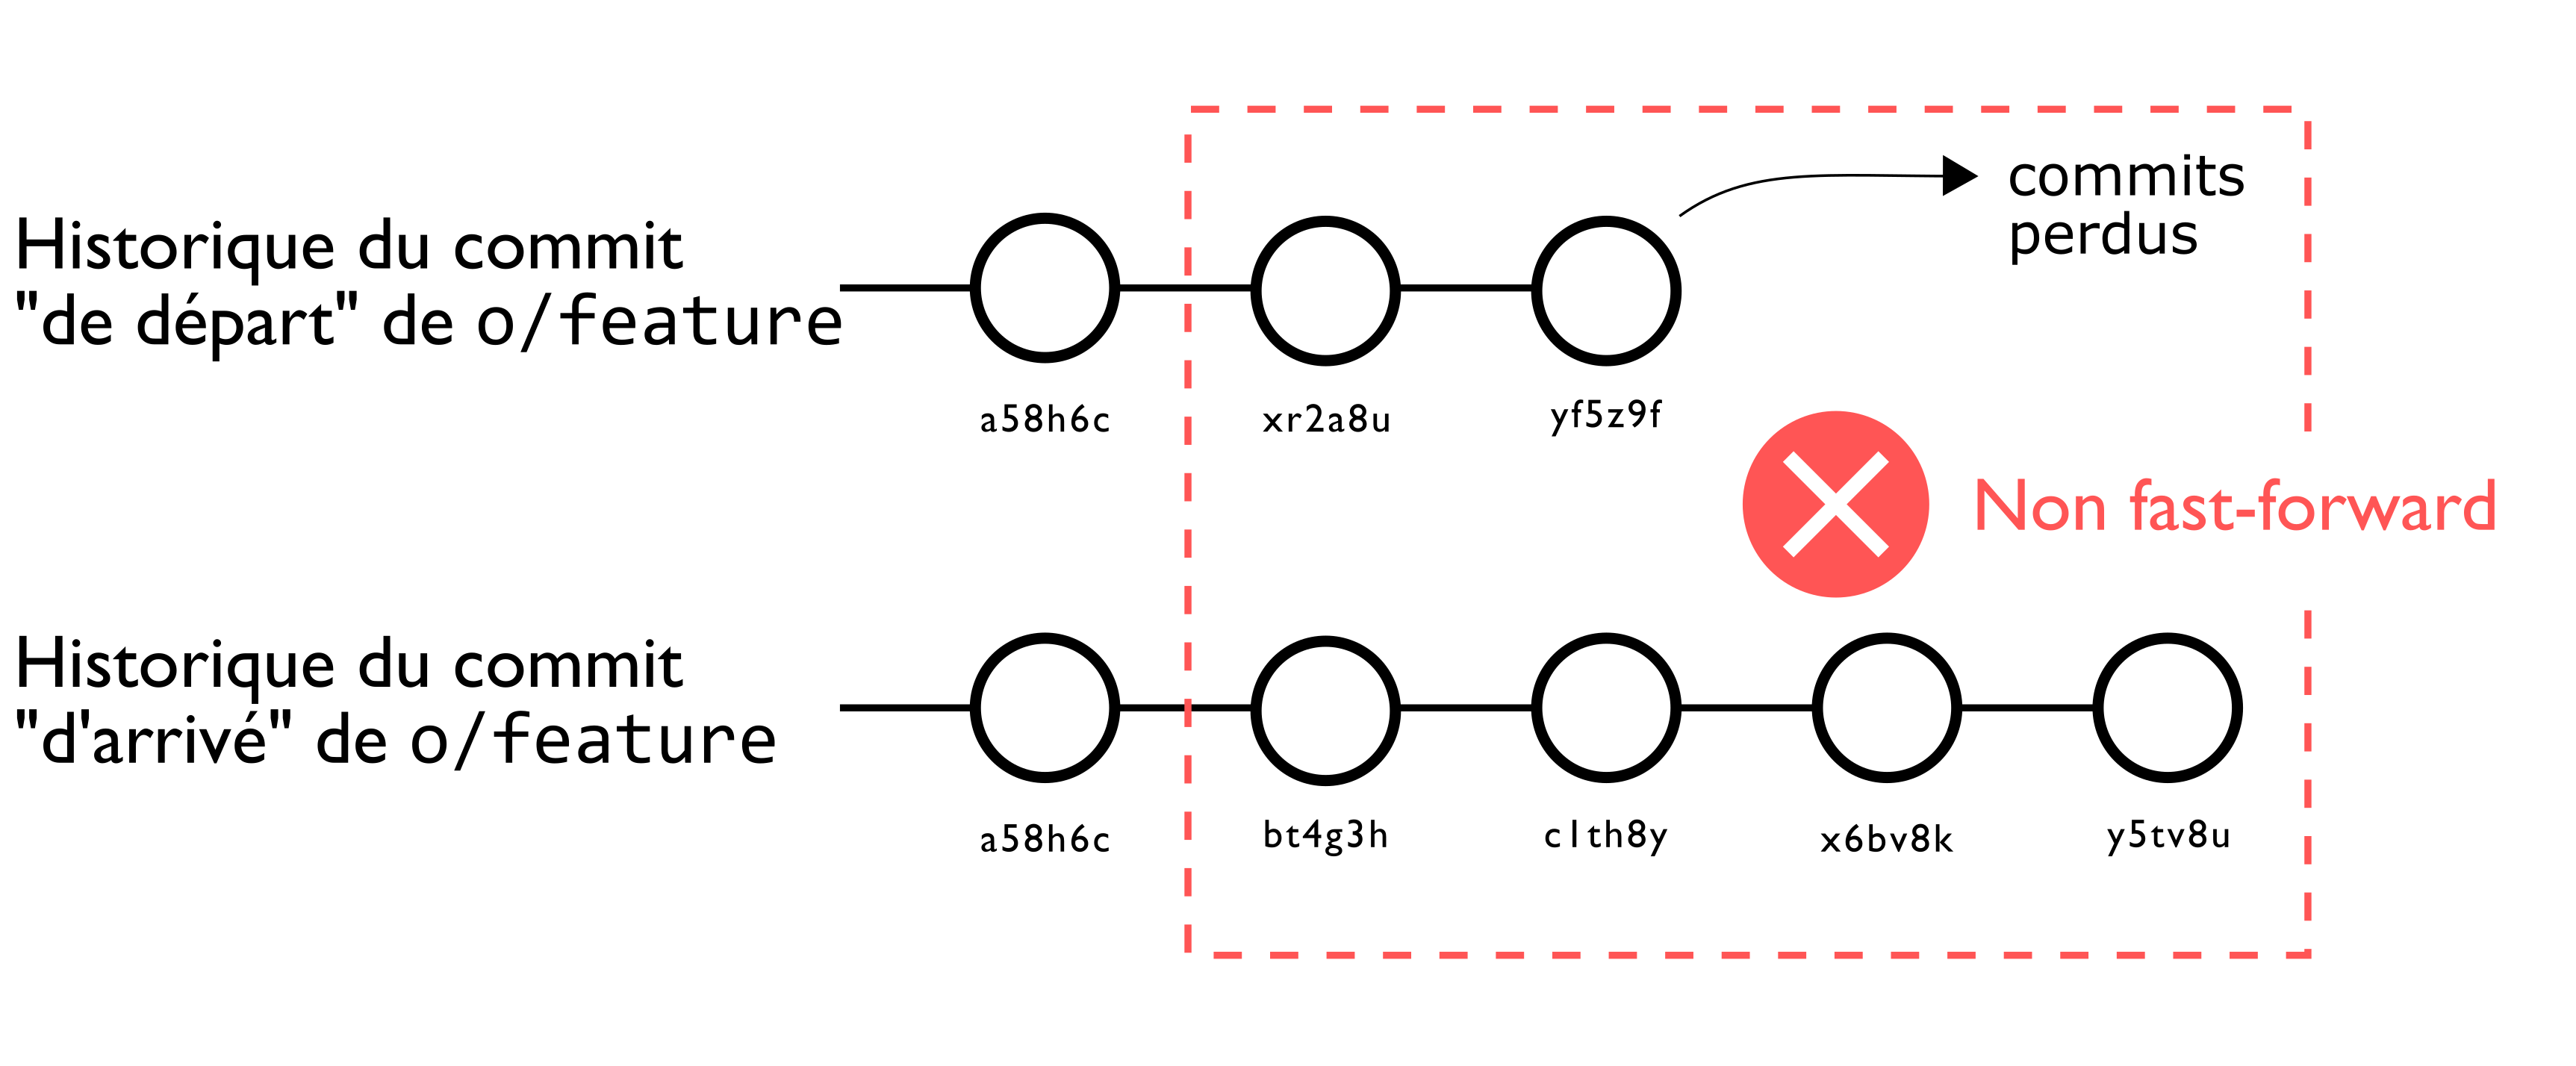 Historique du commit
"de départ" de o/feature
commits
perdus
a58h6c
xr2a8u
yf5z9f
Non fast-forward
Historique du commit
"d'arrivé" de o/feature
a58h6c
bt4g3h
c1th8y
x6bv8k
y5tv8u